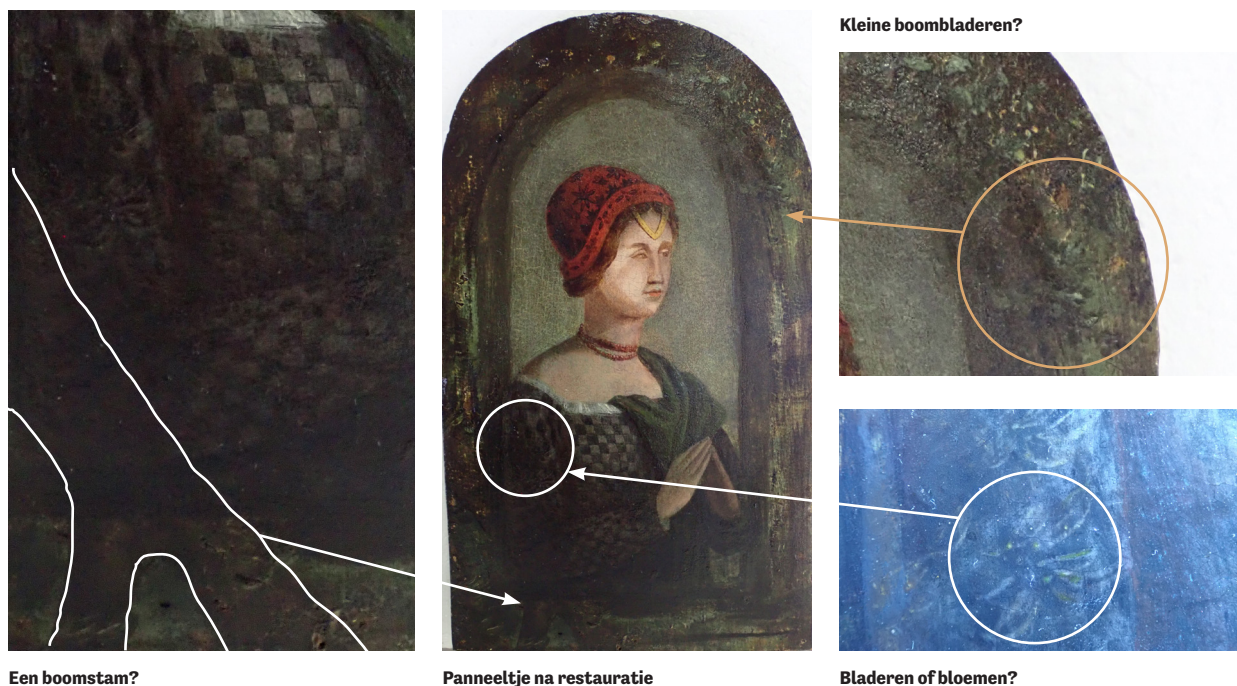 Kleine boombladeren?
Een boomstam?
Panneeltje na restauratie
Bladeren of bloemen?